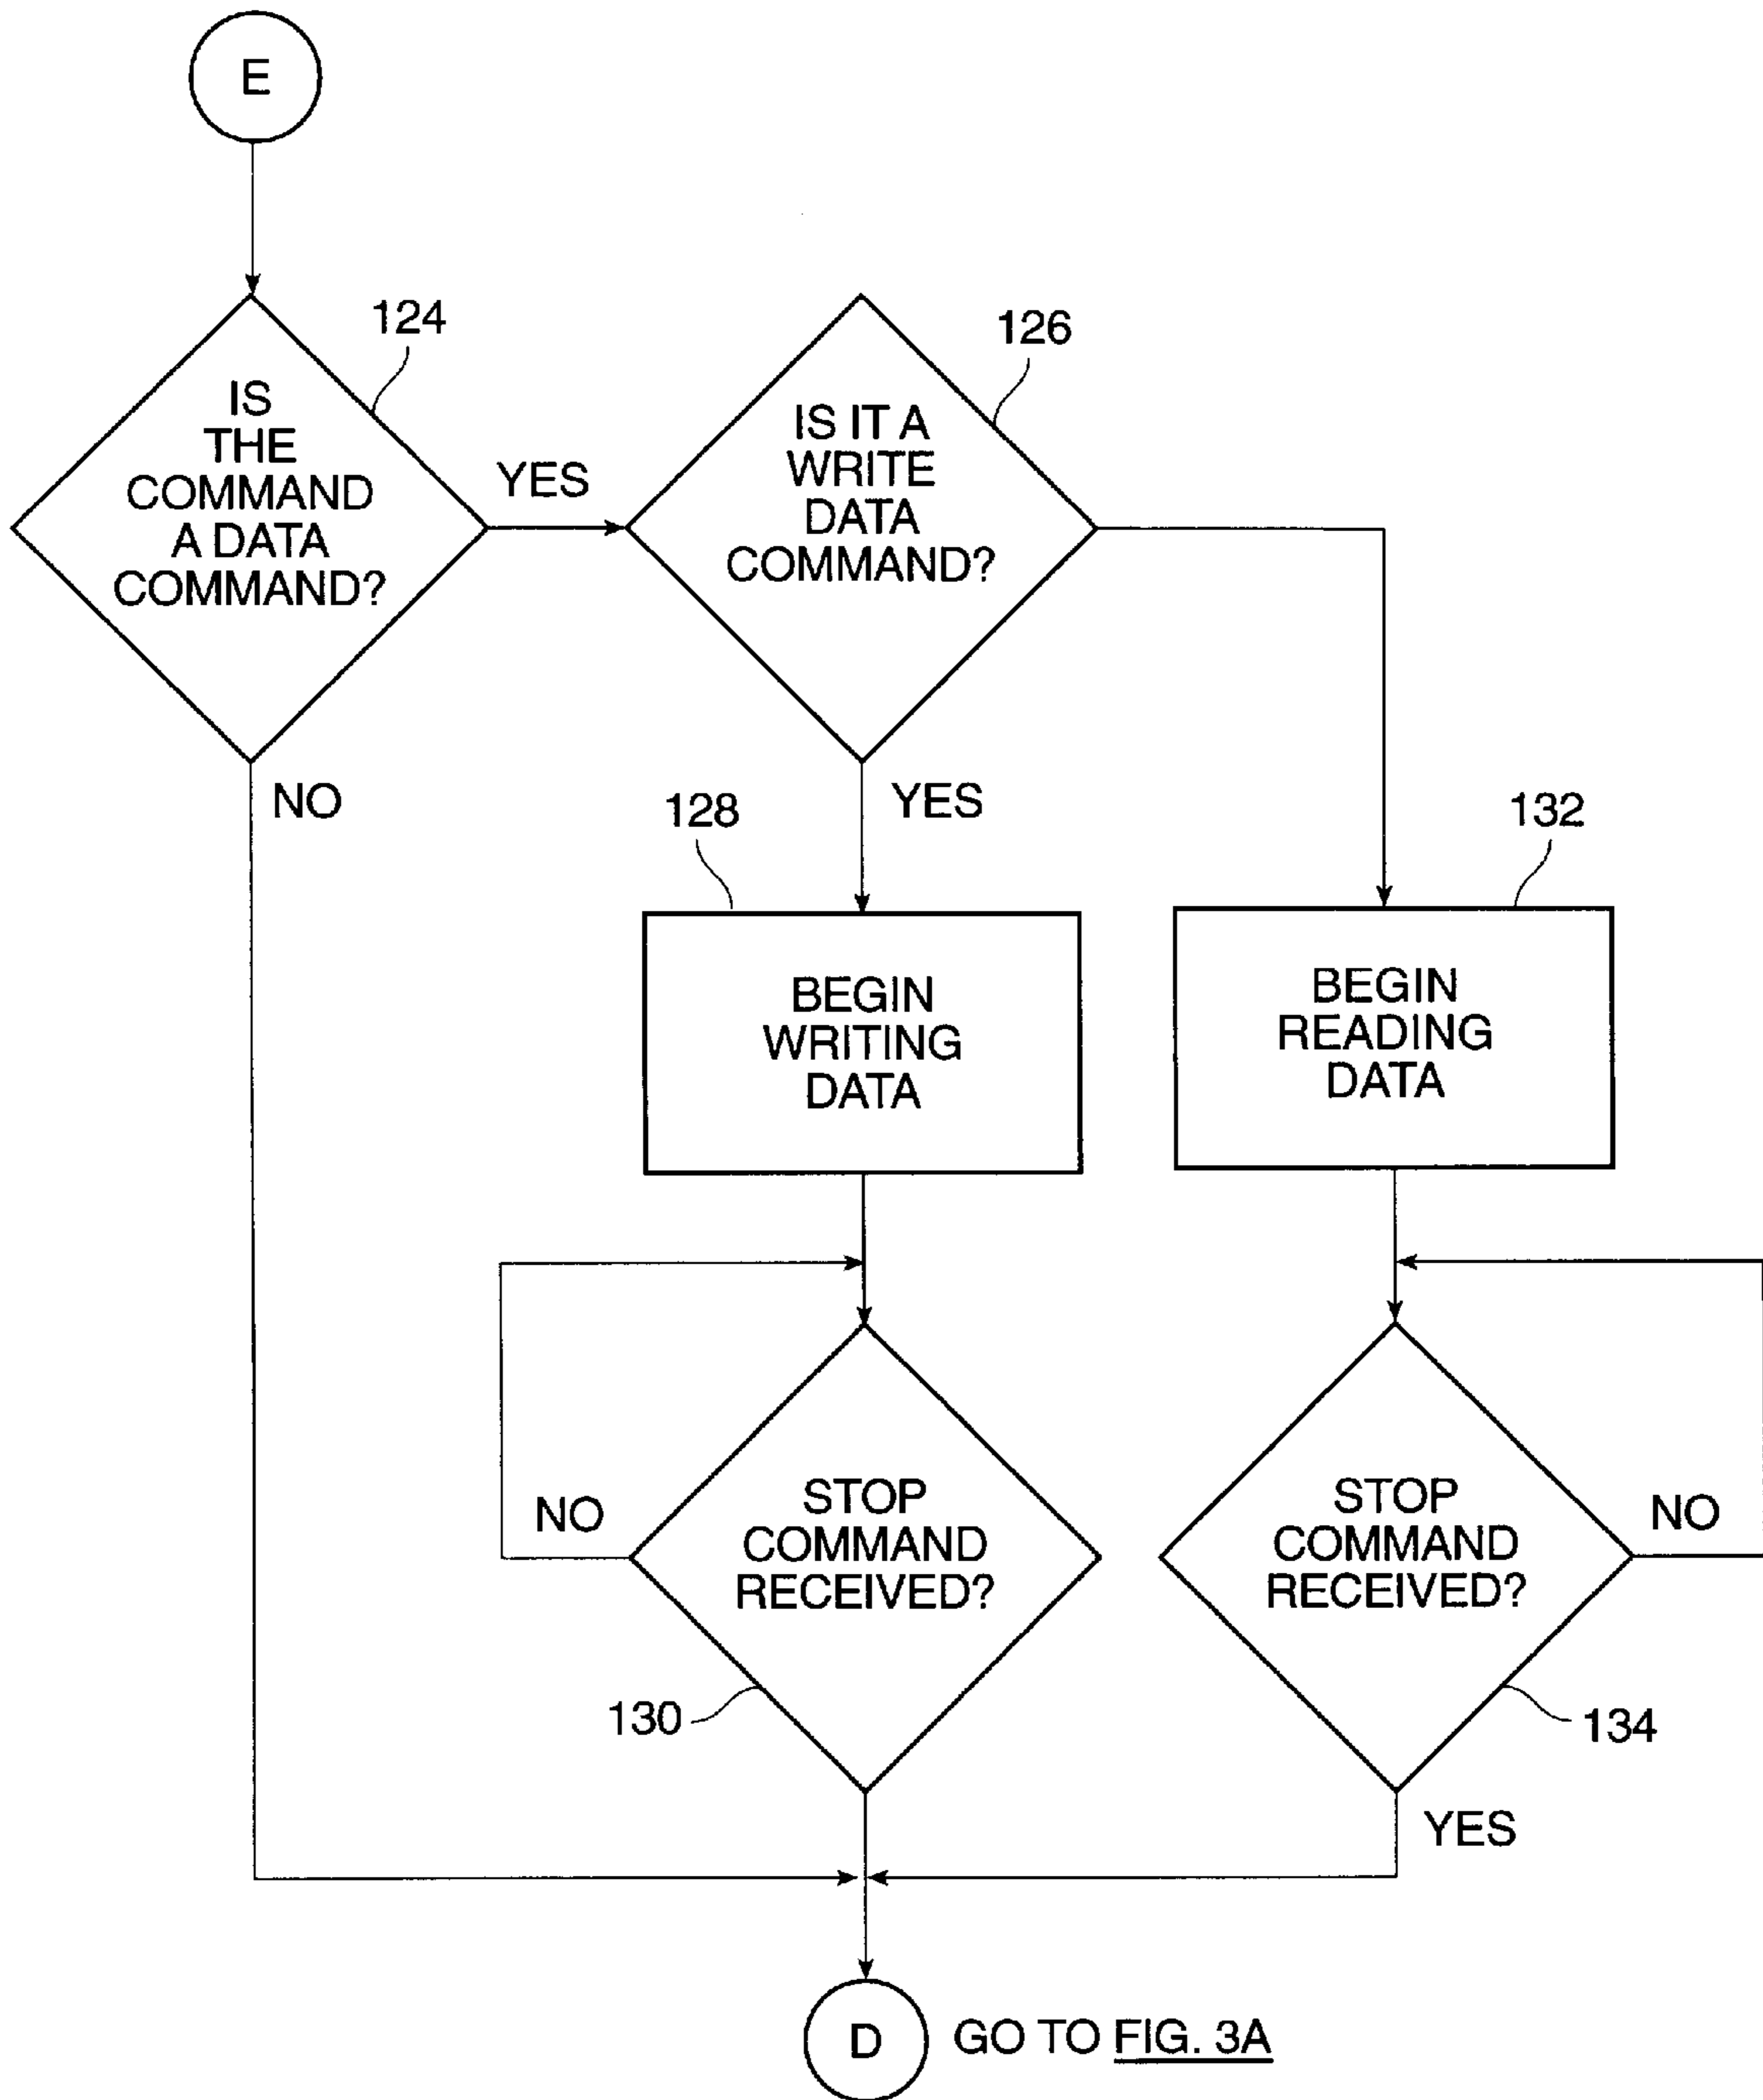 E
124
IS
THE
COMMAND
A DATA
COMMAND?
YES
NO
126
IS IT A
WRITE
DATA
COMMAND?
YES
128
BEGIN
WRITING
DATA
132
BEGIN
READING
DATA
STOP
COMMAND
RECEIVED?
NO
130
STOP
COMMAND
RECEIVED?
NO
134
YES
D
GO TO FIG. 3A